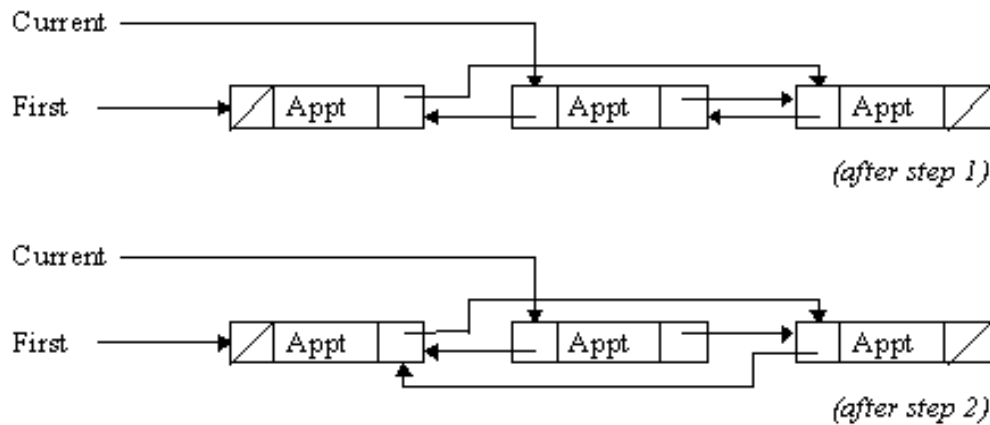 Current
First Appt Appt Appt
(after step 1)
Current
First Appt Appt Appt
(after step 2)